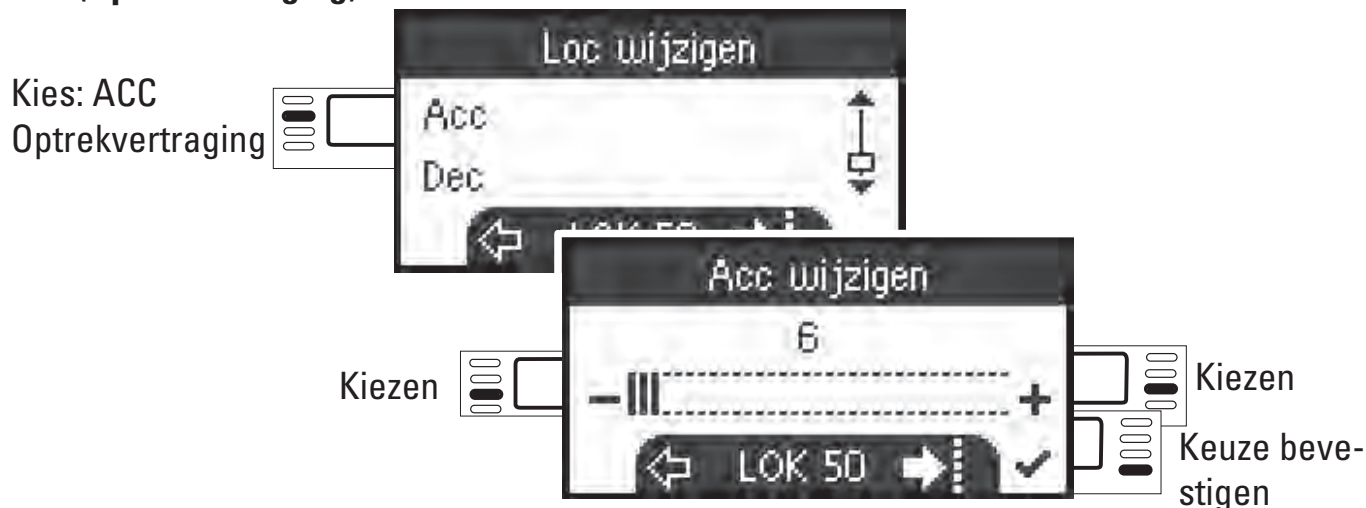 Loc wijzigen
Kies: ACC
Optrekvertraging
Acc
Dec
Acc wijzigen
6
Kiezen
Kiezen
LOK 50
Keuze beve-
stigen